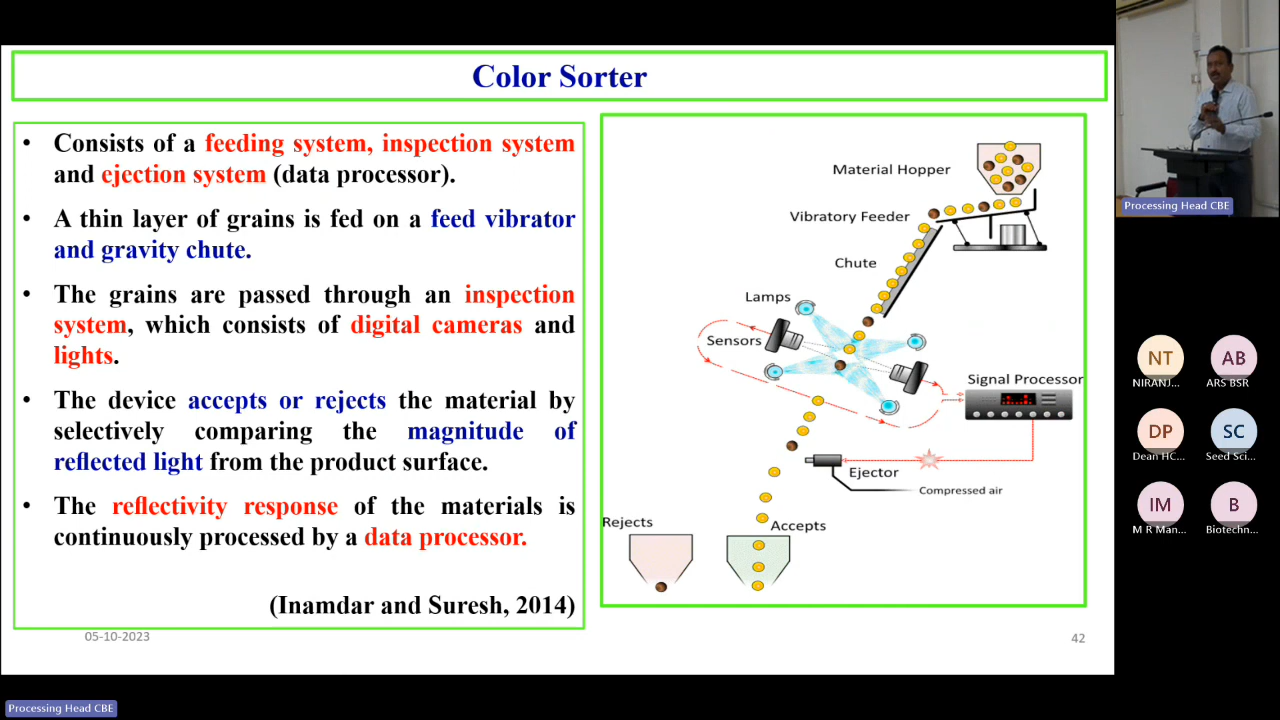 Color Sorter
• Consists of a feeding system, inspection system
and ejection system (data processor).
• A thin layer of grains is fed on a feed vibrator
and gravity chute.
• The grains are passed through an inspection
system, which consists of digital cameras and
lights.
• The device accepts or rejects the material by
selectively comparing the magnitude of
reflected light from the product surface.
• The reflectivity response of the materials is
continuously processed by a data processor.
(Inamdar and Suresh, 2014)
Material Hopper
Vibratory Feeder
Chute
Lamps
Sensors
Signal Processor
Ejector
Compressed air
Rejects
Accepts
05-10-2023
42
Processing Head CBE
Processing Head CBE
NT
NIRANJ...
AB
ARS BSR
DP
Dean HC...
SC
Seed Sci...
IM
M R Man...
B
Biotechn...